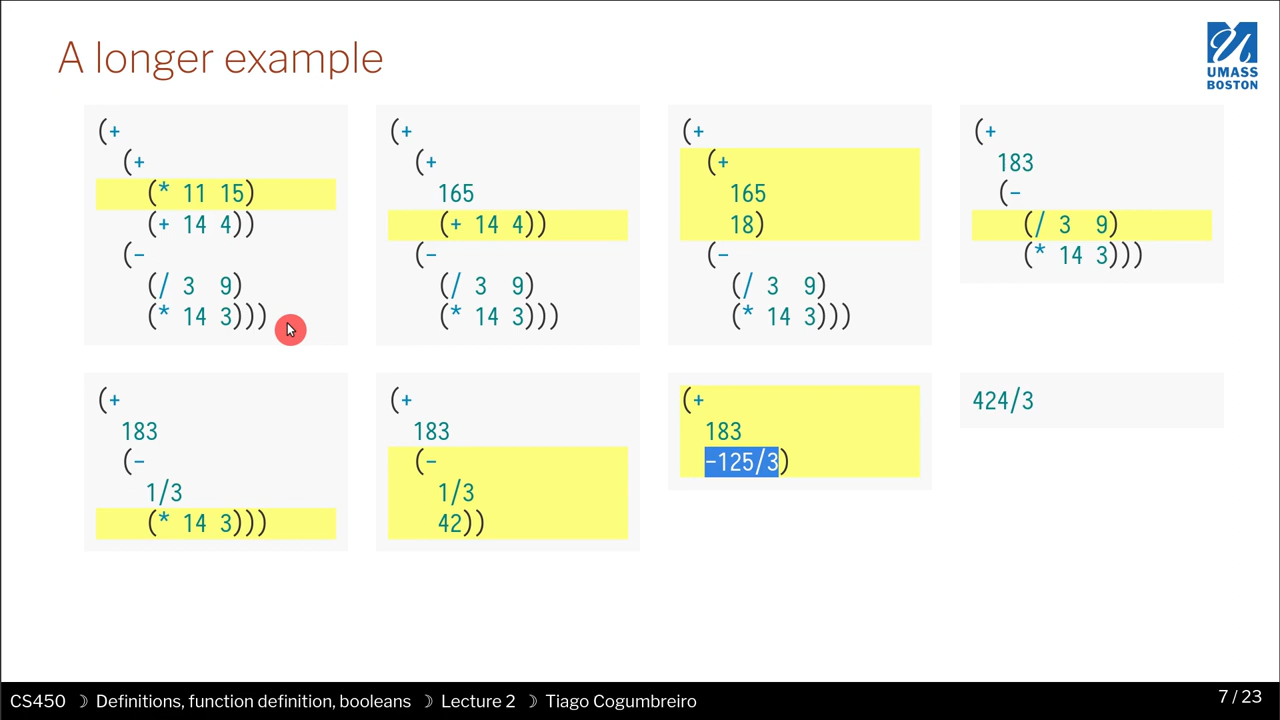 A longer example
UMASS
BOSTON
(+
(+
(* 11 15)
(+ 14 4))
(-
(/ 3 9)
(* 14 3)))
(+
(+
165
(+ 14 4))
(-
(/ 3 9)
(* 14 3)))
(+
(+
165
18)
(-
(/ 3 9)
(* 14 3)))
(+
183
(-
(/ 3 9)
(* 14 3)))
(+
183
(-
1/3
(* 14 3)))
(+
183
(-
1/3
42))
(+
183
-125/3)
424/3
CS450 ☽ Definitions, function definition, booleans ☽ Lecture 2 ☽ Tiago Cogumbreiro
7 / 23